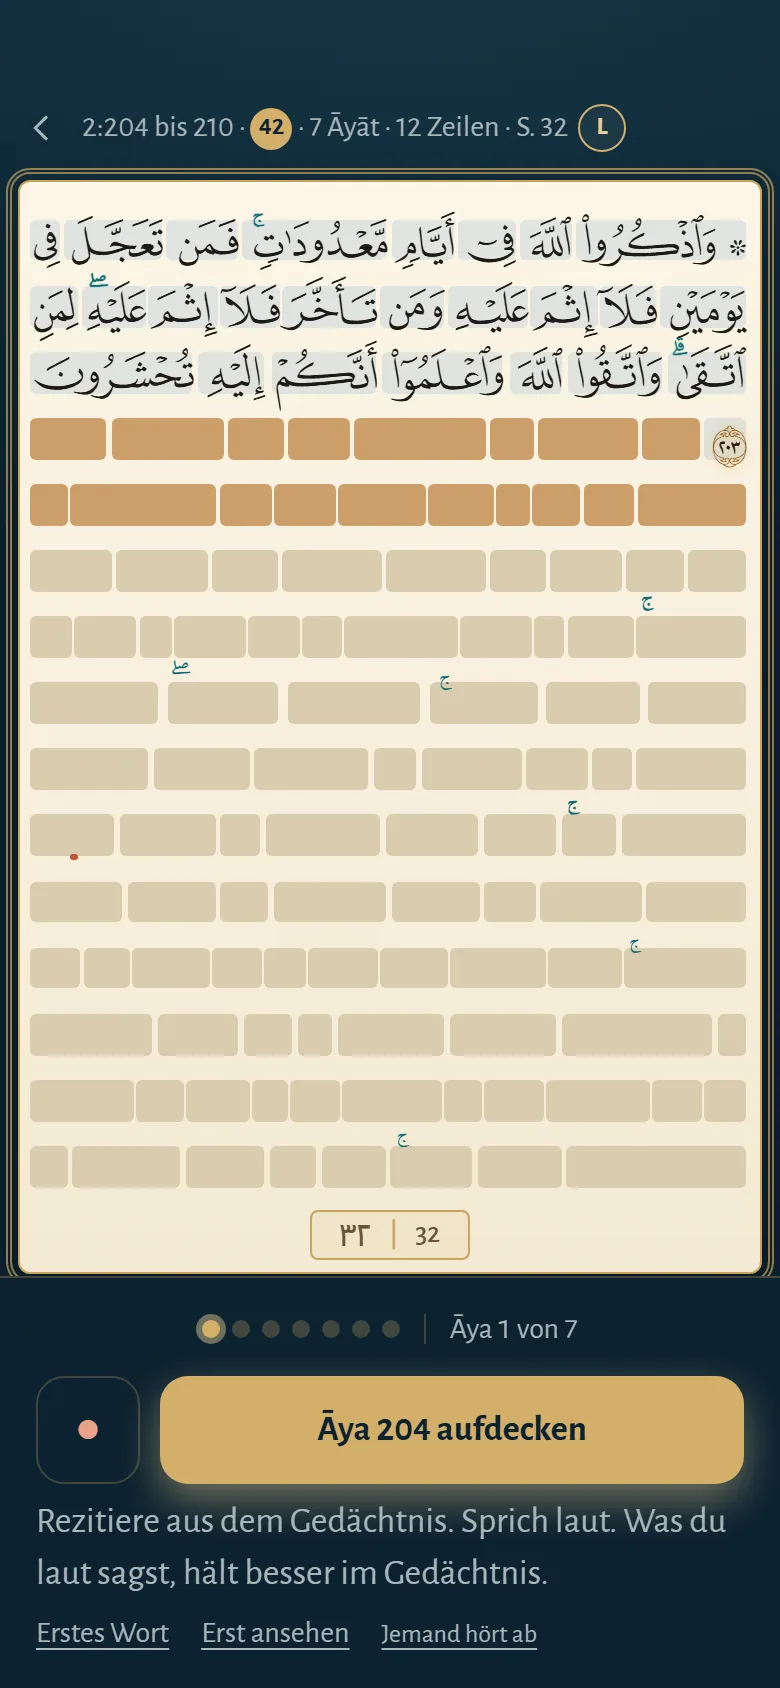 2:204 bis 210 · 42 · 7 Āyāt · 12 Zeilen · S. 32 L
۞ وَٱذْكُرُوا۟ ٱللَّهَ فِىٓ أَيَّامٍ مَّعْدُودَٰتٍ ۚ فَمَن تَعَجَّلَ فِى
يَوْمَيْنِ فَلَآ إِثْمَ عَلَيْهِ وَمَن تَأَخَّرَ فَلَآ إِثْمَ عَلَيْهِ ۖ لِمَنِ
ٱتَّقَىٰ ۗ وَٱتَّقُوا۟ ٱللَّهَ وَٱعْلَمُوٓا۟ أَنَّكُمْ إِلَيْهِ تُحْشَرُونَ
٢٠٣
ۚ
ۚ ۖ
ۚ
ۚ
ۚ
٣٢ | 32
Āya 1 von 7
Āya 204 aufdecken
Rezitiere aus dem Gedächtnis. Sprich laut. Was du
laut sagst, hält besser im Gedächtnis.
Erstes Wort Erst ansehen Jemand hört ab